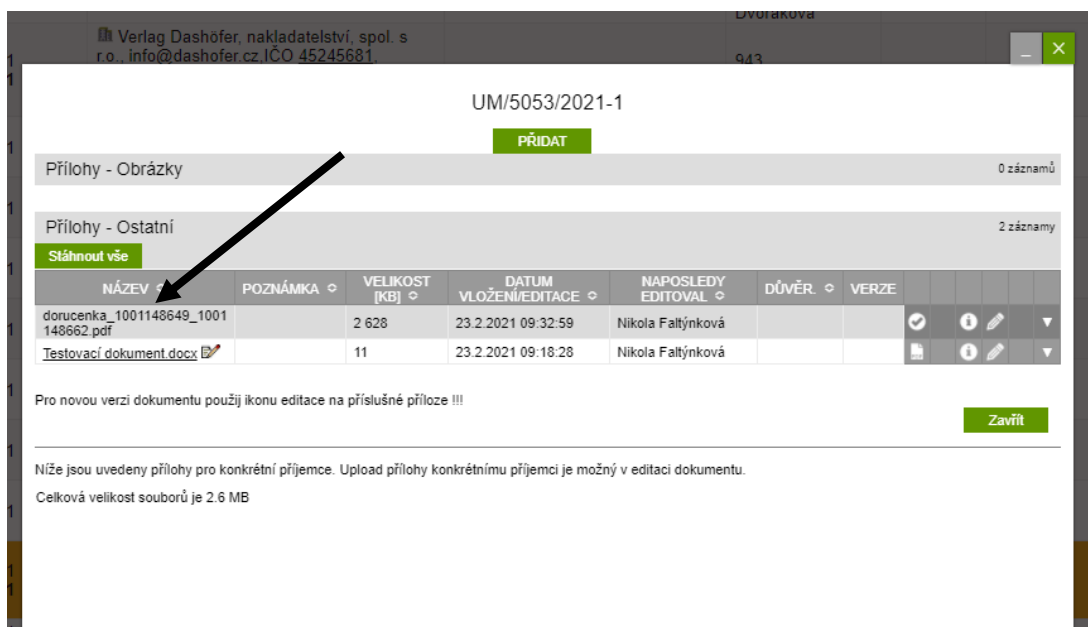 Dvořáková
Verlag Dashöfer, nakladatelství, spol. s
r.o., info@dashofer.cz,IČO 45245681,
943
UM/5053/2021-1
PŘIDAT
Přílohy - Obrázky 0 záznamů
Přílohy - Ostatní 2 záznamy
Stáhnout vše
NÁZEV POZNÁMKA VELIKOST [KB] DATUM VLOŽENÍ/EDITACE NAPOSLEDY EDITOVAL DŮVĚR. VERZE
dorucenka_1001148649_1001
148662.pdf 2 628 23.2.2021 09:32:59 Nikola Faltýnková
Testovací dokument.docx 11 23.2.2021 09:18:28 Nikola Faltýnková
Pro novou verzi dokumentu použij ikonu editace na příslušné příloze !!!
Zavřít
Níže jsou uvedeny přílohy pro konkrétní příjemce. Upload přílohy konkrétnímu příjemci je možný v editaci dokumentu.
Celková velikost souborů je 2.6 MB